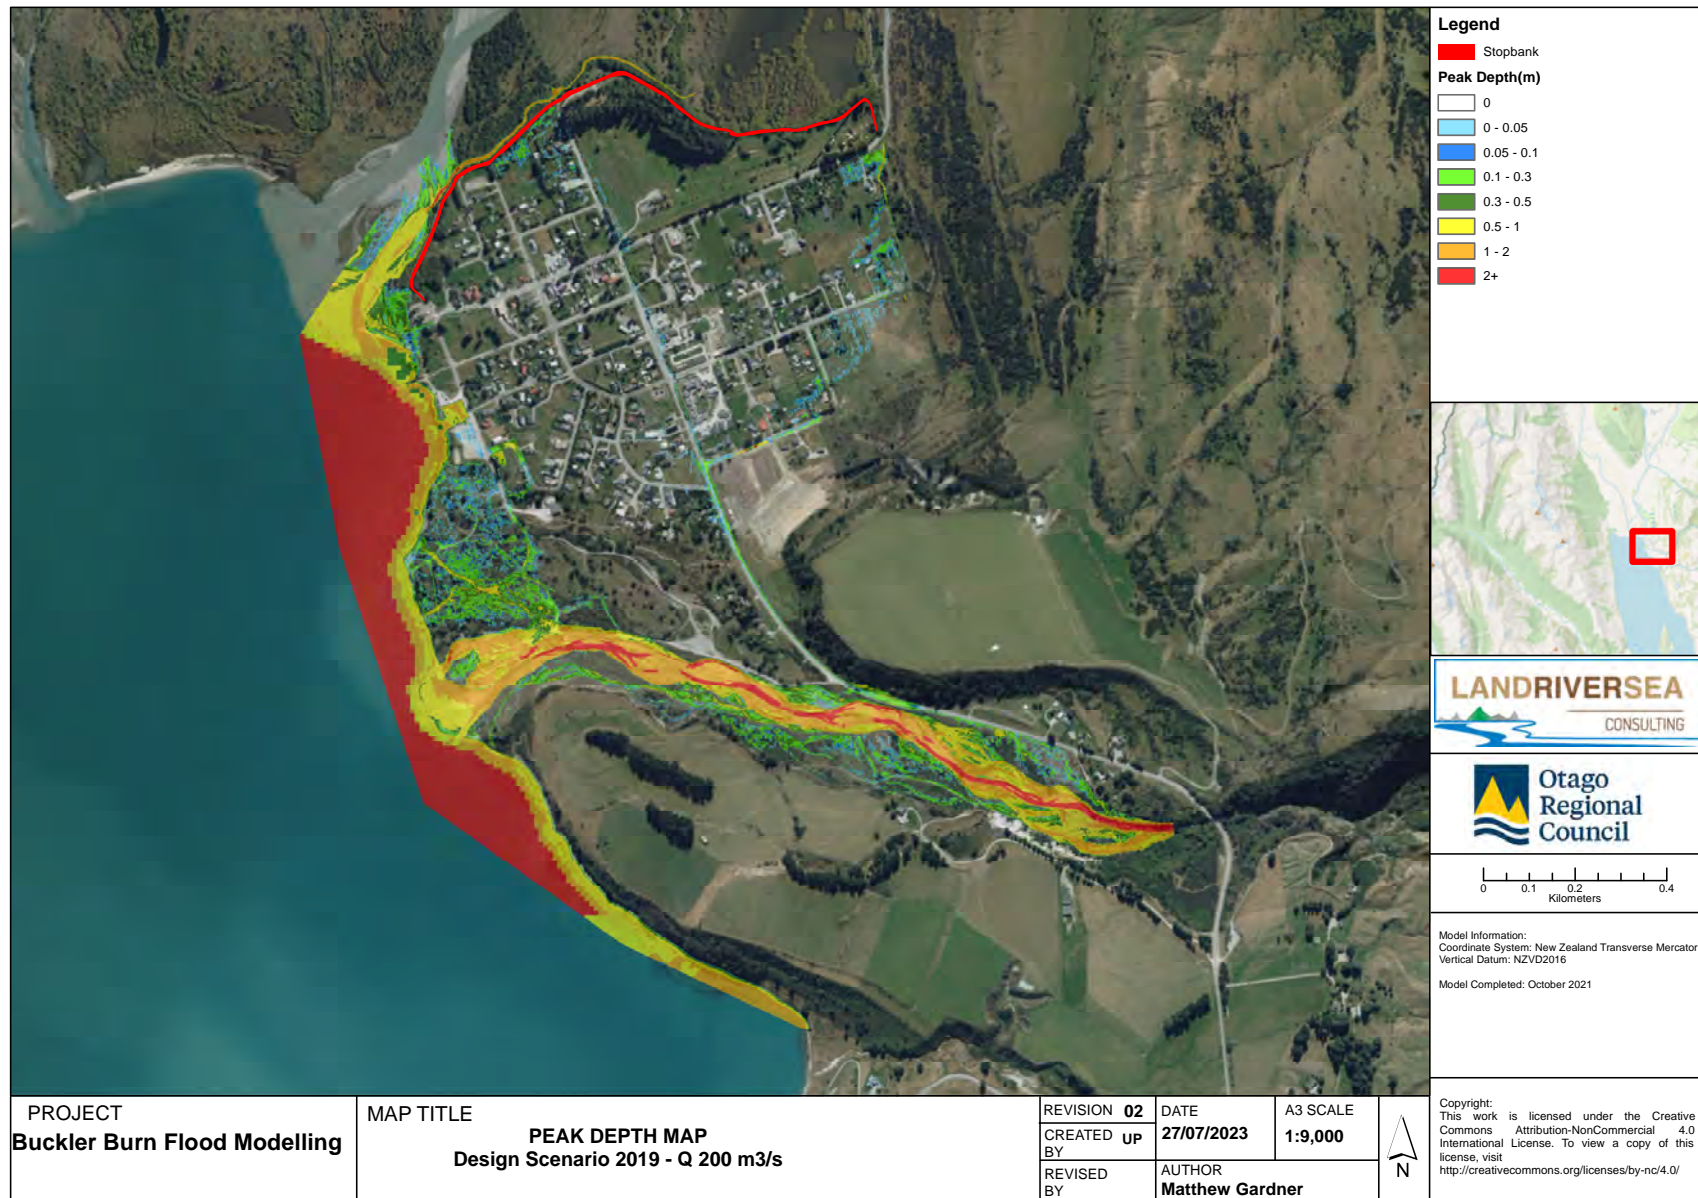 Legend
Stopbank
Peak Depth(m)
0
0 - 0.05
0.05 - 0.1
0.1 - 0.3
0.3 - 0.5
0.5 - 1
1 - 2
2+
LANDRIVERSEA
CONSULTING
Otago
Regional
Council
0 0.1 0.2 0.4
Kilometers
Model Information:
Coordinate System: New Zealand Transverse Mercator
Vertical Datum: NZVD2016
Model Completed: October 2021
Copyright:
This work is licensed under the Creative
Commons Attribution-NonCommercial 4.0
International License. To view a copy of this
license, visit
http://creativecommons.org/licenses/by-nc/4.0/
PROJECT
Buckler Burn Flood Modelling
MAP TITLE
PEAK DEPTH MAP
Design Scenario 2019 - Q 200 m3/s
REVISION 02
CREATED BY UP
REVISED BY
DATE
27/07/2023
A3 SCALE
1:9,000
AUTHOR
Matthew Gardner
N